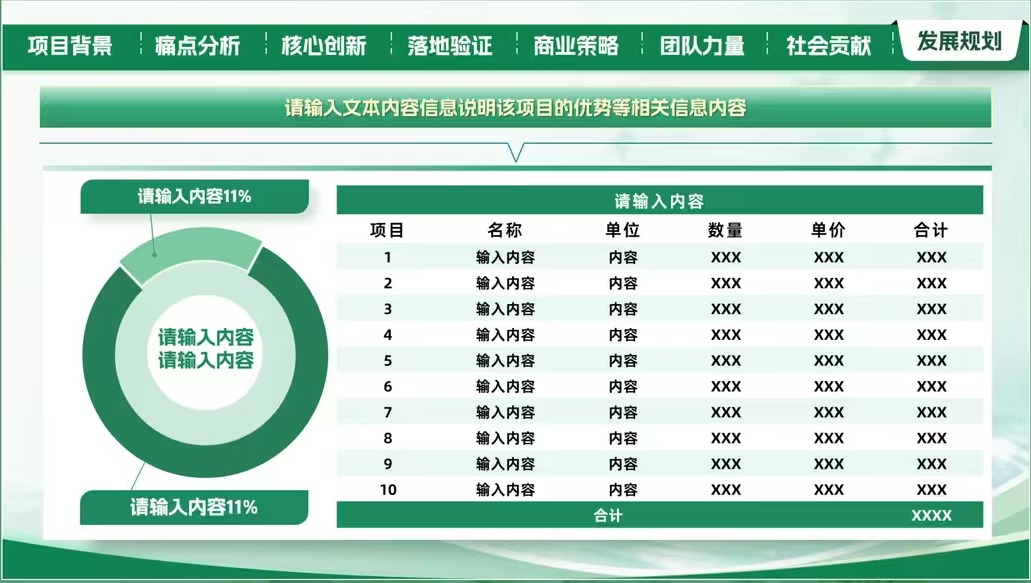 项目背景 痛点分析 核心创新 落地验证 商业策略 团队力量 社会贡献 发展规划
请输入文本内容信息说明该项目的优势等相关信息内容
请输入内容11%
请输入内容
请输入内容
请输入内容11%
请输入内容
项目 名称 单位 数量 单价 合计
1 输入内容 内容 XXX XXX XXX
2 输入内容 内容 XXX XXX XXX
3 输入内容 内容 XXX XXX XXX
4 输入内容 内容 XXX XXX XXX
5 输入内容 内容 XXX XXX XXX
6 输入内容 内容 XXX XXX XXX
7 输入内容 内容 XXX XXX XXX
8 输入内容 内容 XXX XXX XXX
9 输入内容 内容 XXX XXX XXX
10 输入内容 内容 XXX XXX XXX
合计 XXXX